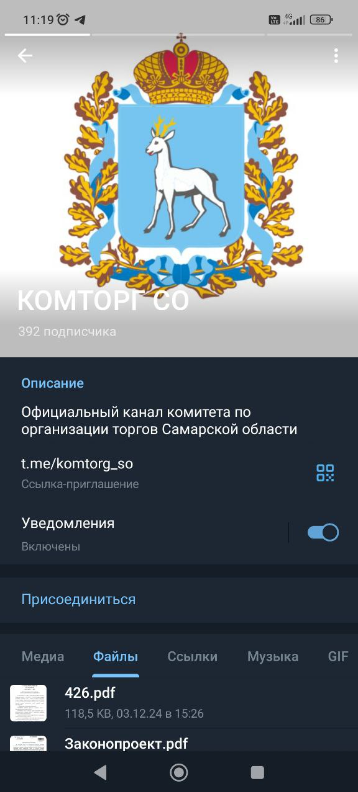 11:19
4G
86
КОМТОРГ СО
392 подписчика
Описание
Официальный канал комитета по
организации торгов Самарской области
t.me/komtorg_so
Ссылка-приглашение
Уведомления
Включены
Присоединиться
Медиа Файлы Ссылки Музыка GIF
426.pdf
118,5 KB, 03.12.24 в 15:26
Законопроект.pdf